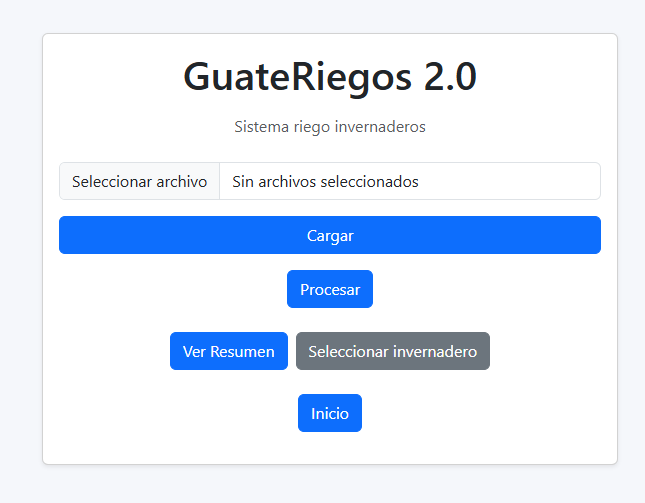 GuateRiegos 2.0
Sistema riego invernaderos
Seleccionar archivo Sin archivos seleccionados
Cargar
Procesar
Ver Resumen Seleccionar invernadero
Inicio